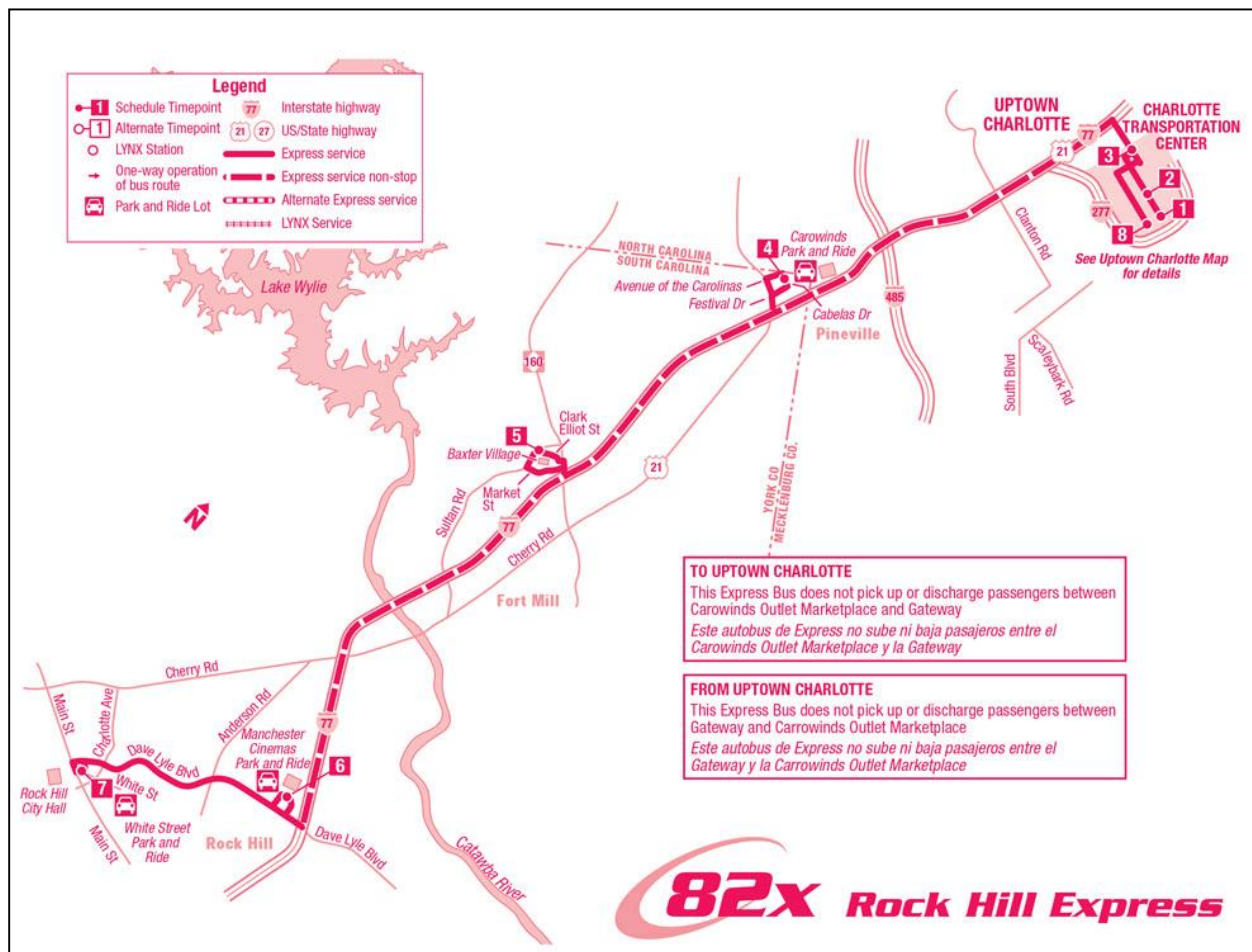 Legend
1 Schedule Timepoint
1 Alternate Timepoint
LYNX Station
One-way operation
of bus route
Park and Ride Lot
77 Interstate highway
21 27 US/State highway
Express service
Express service non-stop
Alternate Express service
LYNX Service
UPTOWN
CHARLOTTE
77
21
CHARLOTTE
TRANSPORTATION
CENTER
3
2
1
8
277
See Uptown Charlotte Map
for details
Clanton Rd
South Blvd
Scaleybark Rd
485
NORTH CAROLINA
SOUTH CAROLINA
4
Carowinds
Park and Ride
Avenue of the Carolinas
Festival Dr
Cabelas Dr
Pineville
Lake Wylie
160
Clark
Elliot St
5
Baxter Village
Market
St
Sultan Rd
77
21
Cherry Rd
YORK CO
MECKLENBURG CO.
N
Fort Mill
TO UPTOWN CHARLOTTE
This Express Bus does not pick up or discharge passengers between
Carowinds Outlet Marketplace and Gateway
Este autobus de Express no sube ni baja pasajeros entre el
Carowinds Outlet Marketplace y la Gateway
FROM UPTOWN CHARLOTTE
This Express Bus does not pick up or discharge passengers between
Gateway and Carrowinds Outlet Marketplace
Este autobus de Express no sube ni baja pasajeros entre el
Gateway y la Carrowinds Outlet Marketplace
Cherry Rd
Main St
Charlotte Ave
Anderson Rd
Dave Lyle Blvd
77
Manchester
Cinemas
Park and Ride
6
Rock Hill
City Hall
7
White St
Main St
White Street
Park and
Ride
Rock Hill
Dave Lyle Blvd
Catawba River
82x Rock Hill Express